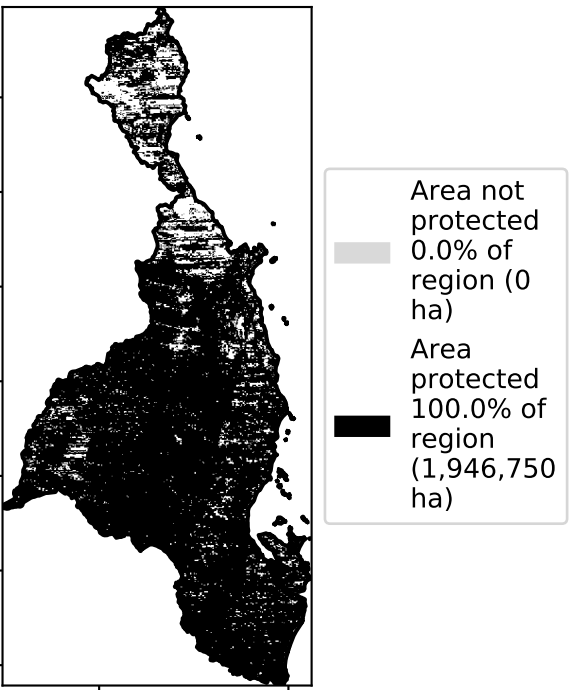 Area not
protected
0.0% of
region (0
ha)
Area
protected
100.0% of
region
(1,946,750
ha)